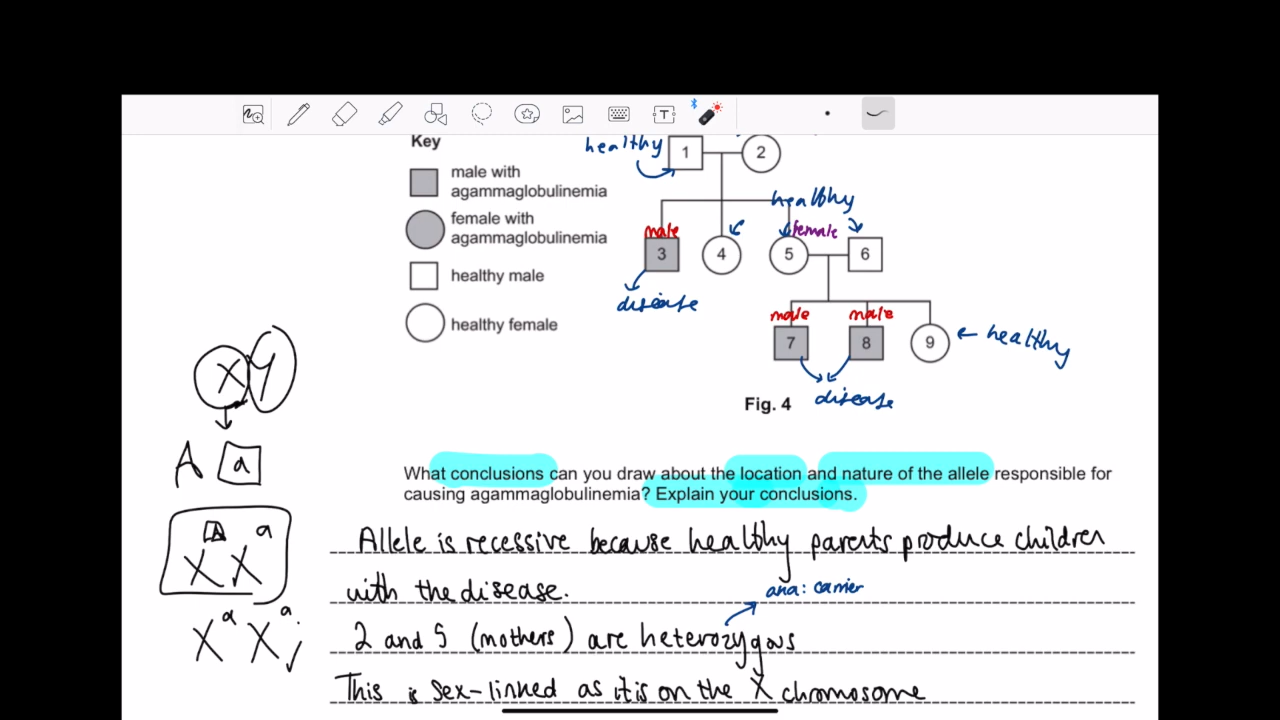 T
Key
healthy
1
2
male with
agammaglobulinemia
healthy
female with
agammaglobulinemia
male
female
3
4
5
6
healthy male
disease
healthy female
male
male
7
8
9
healthy
Fig. 4
disease
X Y
A a
A a
X X
a a
X X
What conclusions can you draw about the location and nature of the allele responsible for
causing agammaglobulinemia? Explain your conclusions.
Allele is recessive because healthy parents produce children
with the disease.
ana: carrier
2 and 5 (mothers) are heterozygous
This is sex-linked as it is on the X chromosome